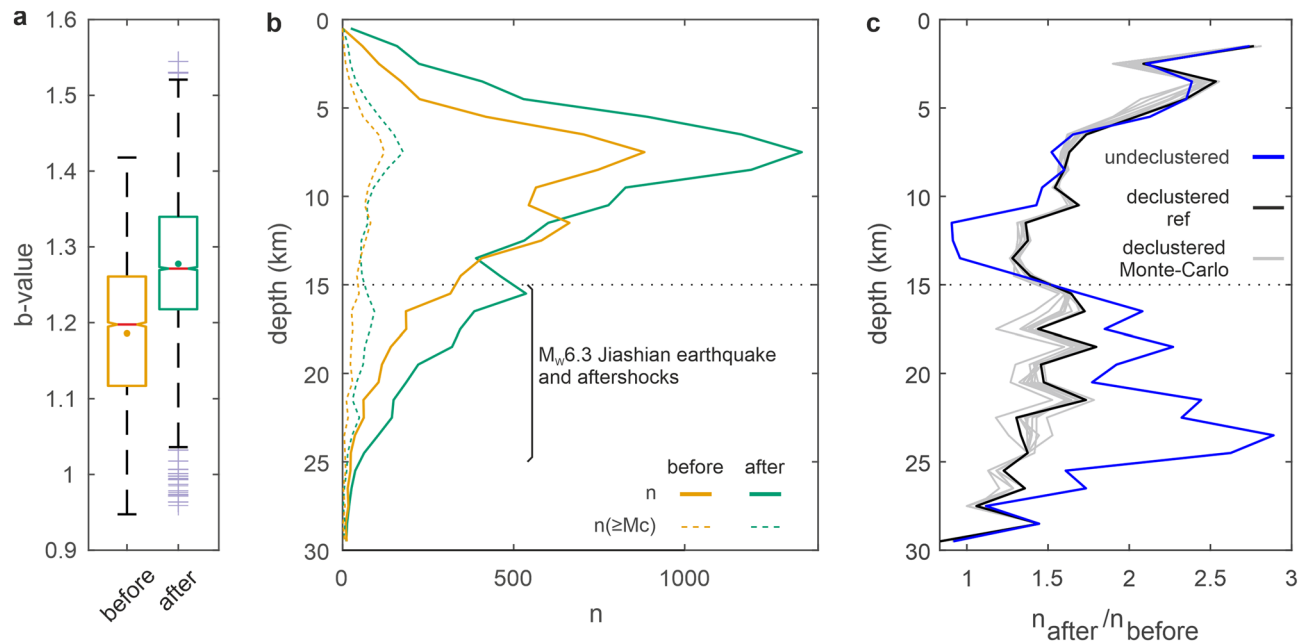 a
1.6
1.5
1.4
1.3
1.2
1.1
1
0.9
b-value
before
after
b
0
5
10
15
20
25
30
depth (km)
0
500
1000
n
M_w6.3 Jiashian earthquake
and aftershocks
before after
n
n(≥Mc)
c
0
5
10
15
20
25
30
depth (km)
undeclustered
declustered
ref
declustered
Monte-Carlo
1
1.5
2
2.5
3
n_after/n_before